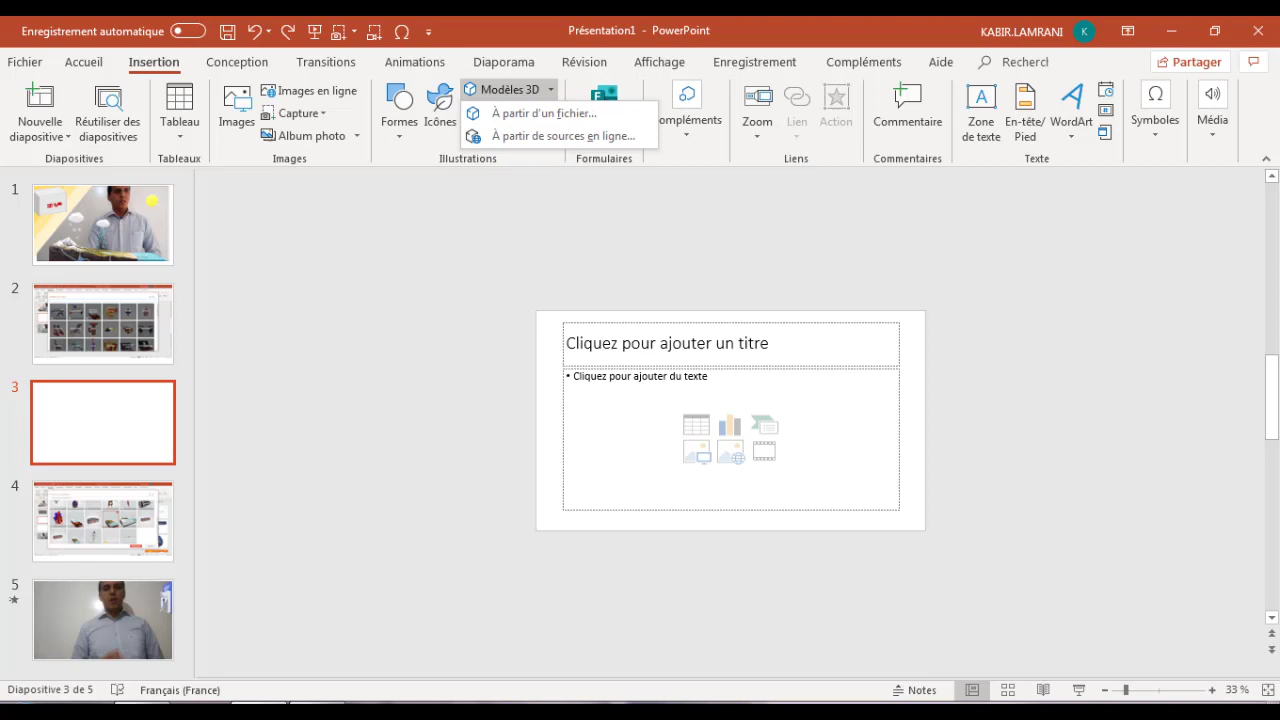 Enregistrement automatique
Présentation1 - PowerPoint
KABIR.LAMRANI
K
Fichier
Accueil
Insertion
Conception
Transitions
Animations
Diaporama
Révision
Affichage
Enregistrement
Compléments
Aide
Rechercl
Partager
Nouvelle
diapositive
Réutiliser des
diapositives
Diapositives
Tableau
Tableaux
Images
Images en ligne
Capture
Album photo
Images
Formes
Icônes
Modèles 3D
À partir d'un fichier...
À partir de sources en ligne...
Illustrations
Formulaires
ompléments
Zoom
Lien
Action
Liens
Commentaire
Commentaires
Zone
de texte
En-tête/
Pied
WordArt
Texte
Symboles
Média
1
2
3
4
5
Cliquez pour ajouter un titre
• Cliquez pour ajouter du texte
Diapositive 3 de 5
Français (France)
Notes
33 %